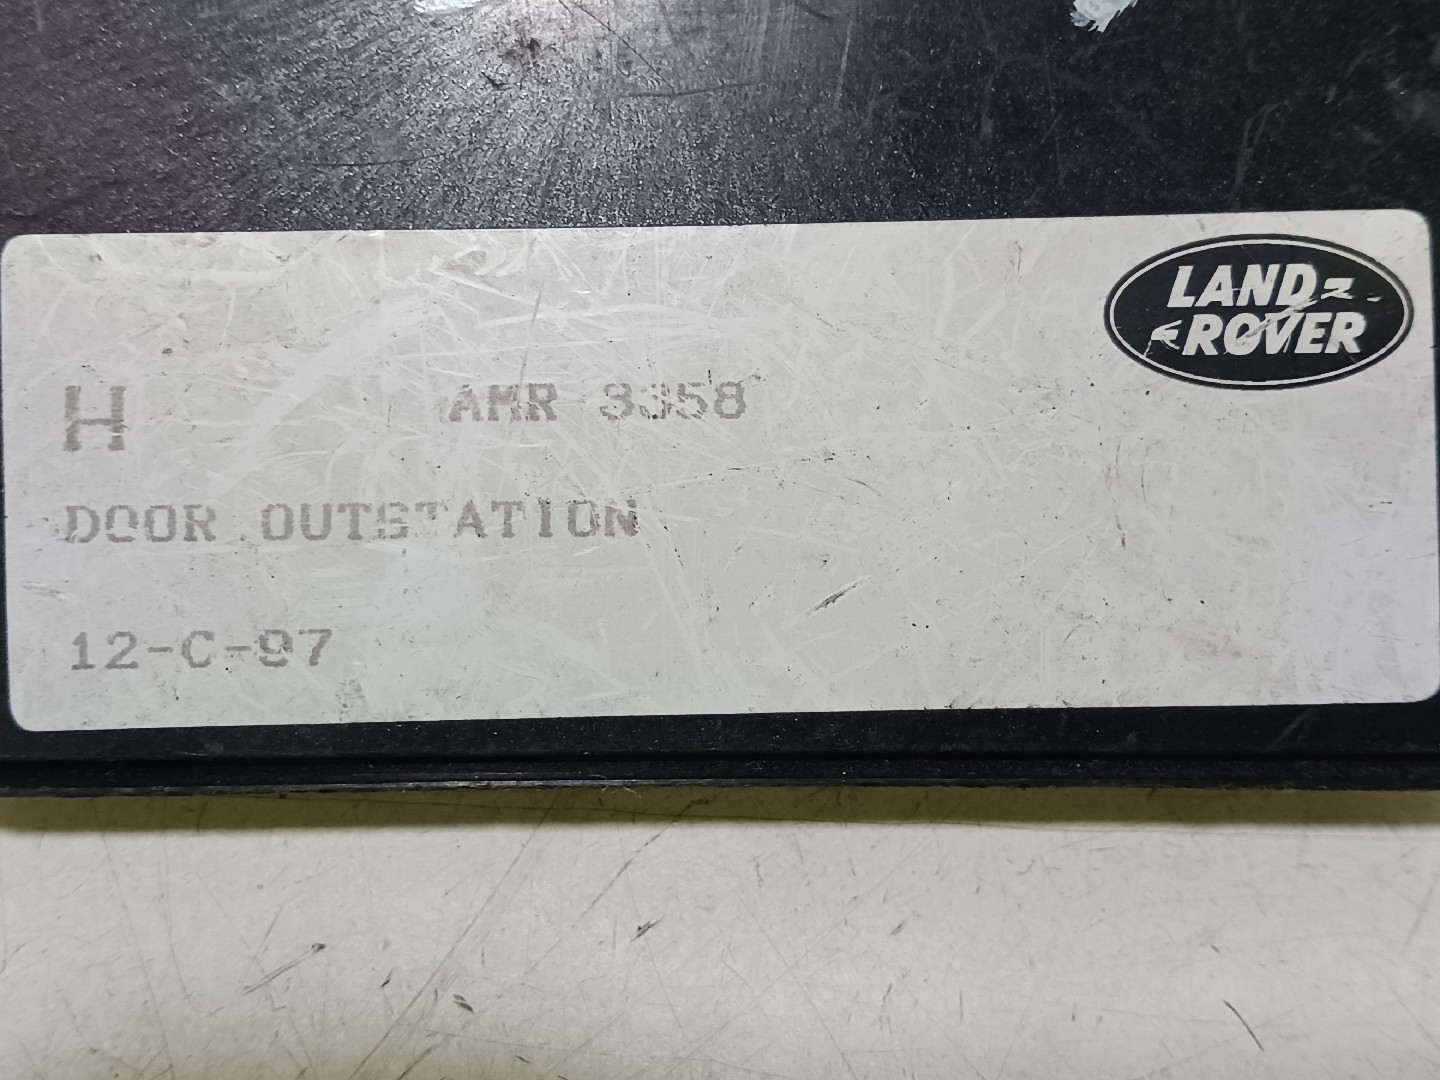 LAND
ROVER
H AMR 3358
DOOR OUTSTATION
12-C-97